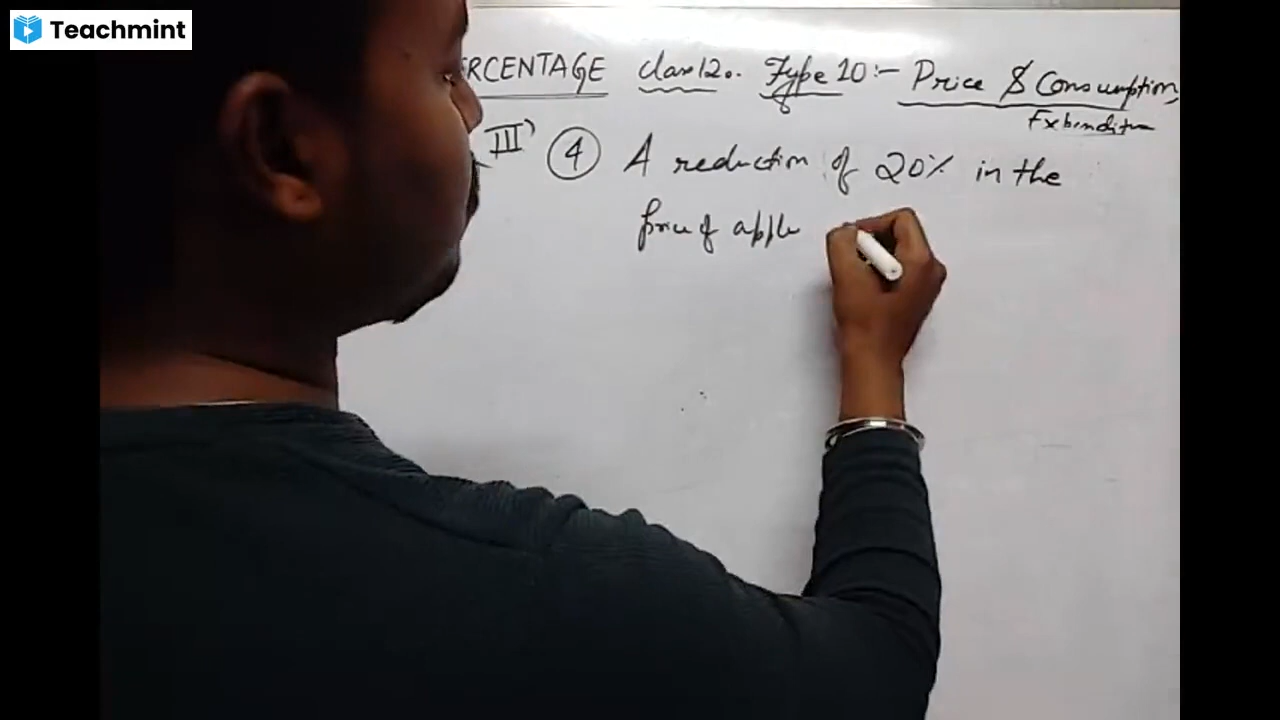 Teachmint
RCENTAGE class 12. Type 10:- Price & Consumption,
Expenditure
III) 4 A reduction of 20% in the
price of apple